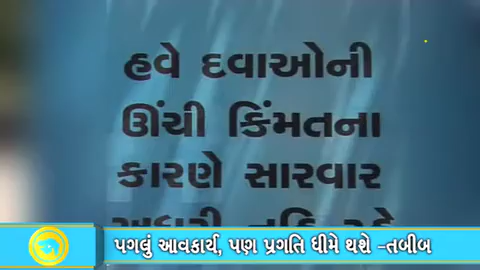 હવે દવાઓની
ઊંચી કિંમતના
કારણે સારવાર
પગલું આવકાર્ય, પણ પ્રગતિ ધીમે થશે -તબીબ